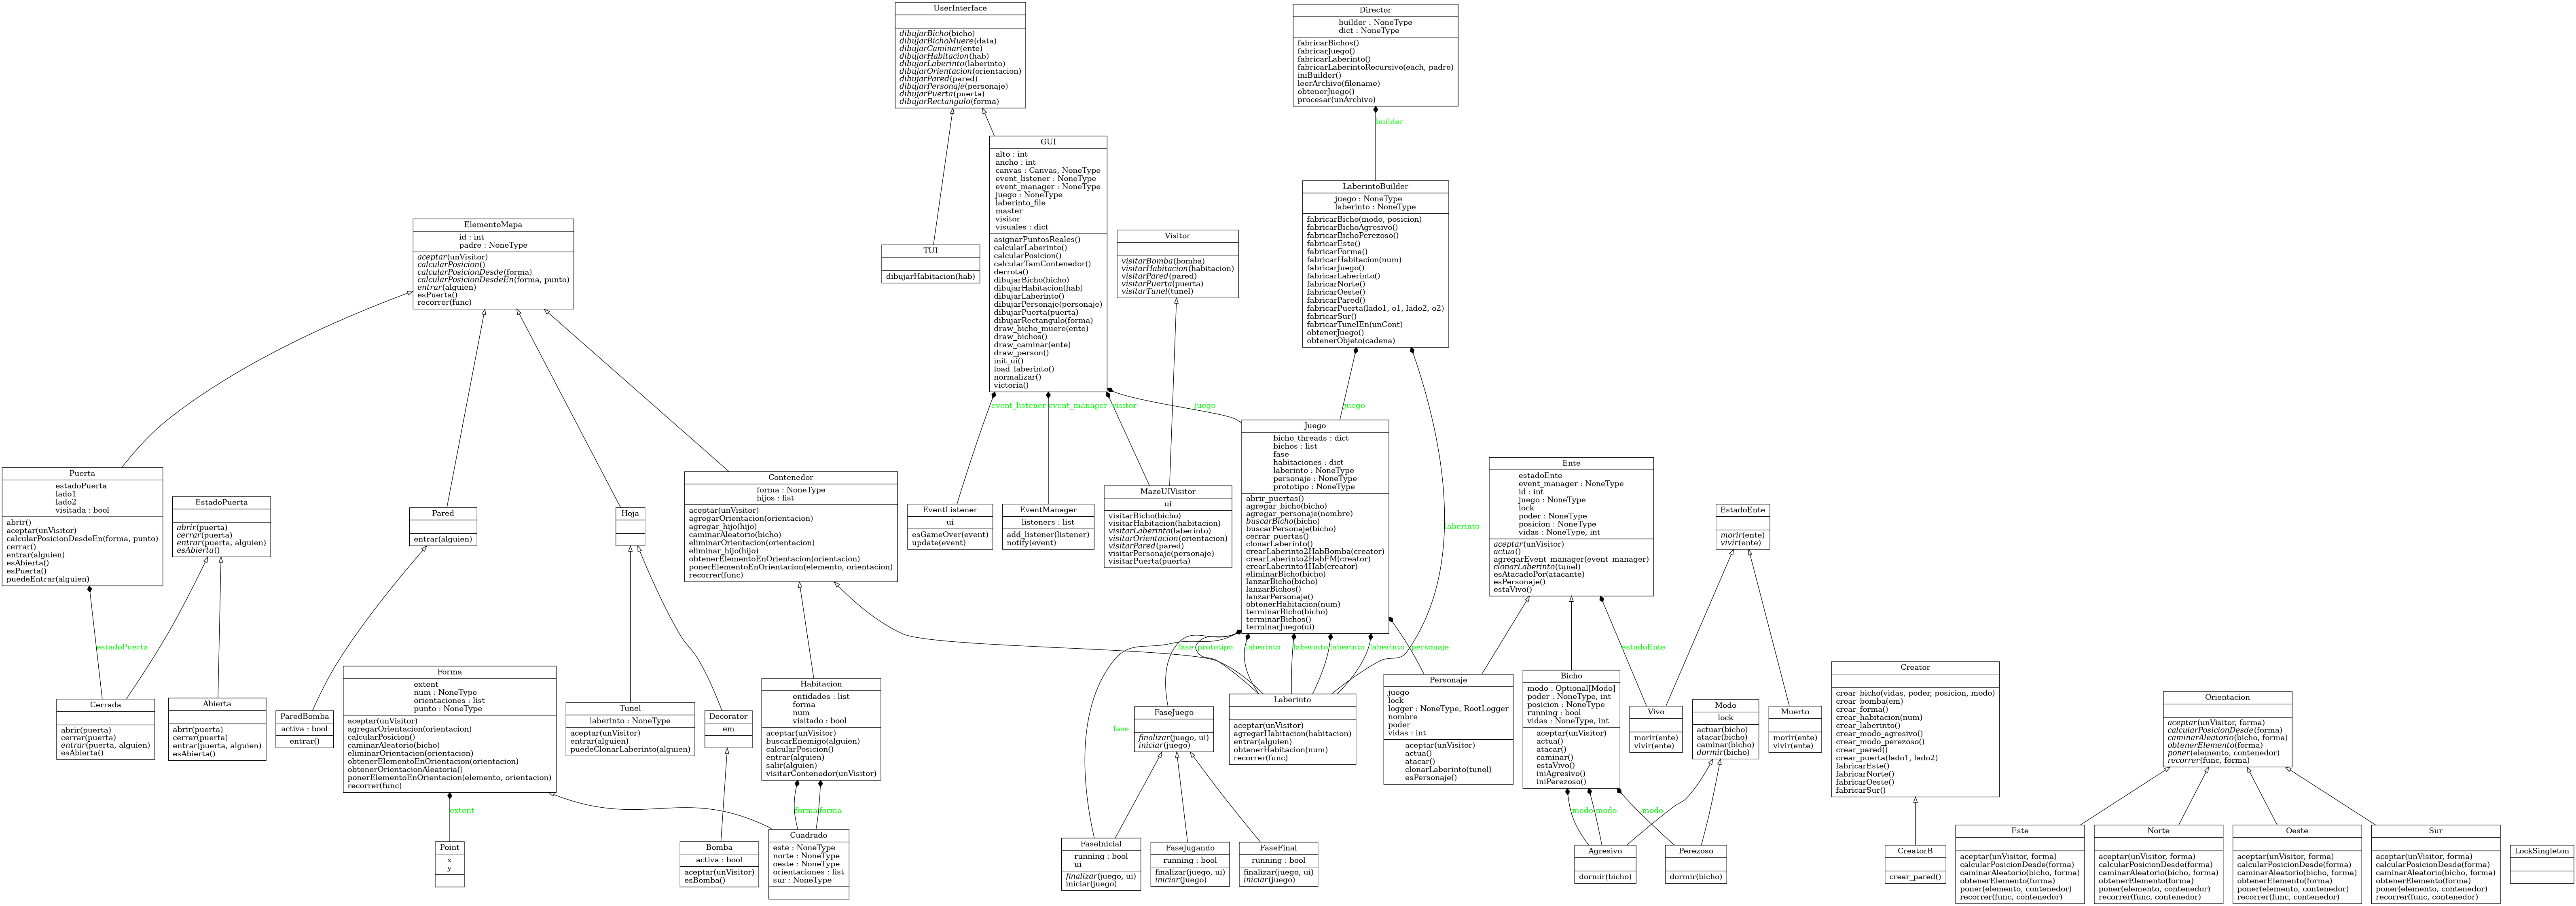 UserInterface
dibujarBicho(bicho)
dibujarBichoMuere(data)
dibujarCaminar(ente)
dibujarHabitacion(hab)
dibujarLaberinto(laberinto)
dibujarOrientacion(orientacion)
dibujarPared(pared)
dibujarPersonaje(personaje)
dibujarPuerta(puerta)
dibujarRectangulo(forma)
Director
builder : NoneType
dict : NoneType
fabricarBichos()
fabricarJuego()
fabricarLaberinto()
fabricarLaberintoRecursivo(each, padre)
iniBuilder()
leerArchivo(filename)
obtenerJuego()
procesar(unArchivo)
builder
GUI
alto : int
ancho : int
canvas : Canvas, NoneType
event_listener : NoneType
event_manager : NoneType
juego : NoneType
laberinto_file
master
visitor
visuales : dict
asignarPuntosReales()
calcularLaberinto()
calcularPosicion()
calcularTamContenedor()
derrota()
dibujarBicho(bicho)
dibujarHabitacion(hab)
dibujarLaberinto()
dibujarPersonaje(personaje)
dibujarPuerta(puerta)
dibujarRectangulo(forma)
draw_bicho_muere(ente)
draw_bichos()
draw_caminar(ente)
draw_person()
init_ui()
load_laberinto()
normalizar()
victoria()
LaberintoBuilder
juego : NoneType
laberinto : NoneType
fabricarBicho(modo, posicion)
fabricarBichoAgresivo()
fabricarBichoPerezoso()
fabricarEste()
fabricarForma()
fabricarHabitacion(num)
fabricarJuego()
fabricarLaberinto()
fabricarNorte()
fabricarOeste()
fabricarPared()
fabricarPuerta(lado1, o1, lado2, o2)
fabricarSur()
fabricarTunelEn(unCont)
obtenerJuego()
obtenerObjeto(cadena)
ElementoMapa
id : int
padre : NoneType
aceptar(unVisitor)
calcularPosicion()
calcularPosicionDesde(forma)
calcularPosicionDesdeEn(forma, punto)
entrar(alguien)
esPuerta()
recorrer(func)
TUI
dibujarHabitacion(hab)
Visitor
visitarBomba(bomba)
visitarHabitacion(habitacion)
visitarPared(pared)
visitarPuerta(puerta)
visitarTunel(tunel)
event_listener
event_manager
visitor
juego
juego
laberinto
Puerta
estadoPuerta
lado1
lado2
visitada : bool
abrir()
aceptar(unVisitor)
calcularPosicionDesdeEn(forma, punto)
cerrar()
entrar(alguien)
esAbierta()
esPuerta()
puedeEntrar(alguien)
EstadoPuerta
abrir(puerta)
cerrar(puerta)
entrar(puerta, alguien)
esAbierta()
Pared
entrar(alguien)
Hoja
Contenedor
forma : NoneType
hijos : list
aceptar(unVisitor)
agregarOrientacion(orientacion)
agregar_hijo(hijo)
caminarAleatorio(bicho)
eliminarOrientacion(orientacion)
eliminar_hijo(hijo)
obtenerElementoEnOrientacion(orientacion)
ponerElementoEnOrientacion(elemento, orientacion)
recorrer(func)
EventListener
ui
esGameOver(event)
update(event)
EventManager
listeners : list
add_listener(listener)
notify(event)
MazeUIVisitor
ui
visitarBicho(bicho)
visitarHabitacion(habitacion)
visitarLaberinto(laberinto)
visitarOrientacion(orientacion)
visitarPared(pared)
visitarPersonaje(personaje)
visitarPuerta(puerta)
Juego
bicho_threads : dict
bichos : list
fase
habitaciones : dict
laberinto : NoneType
personaje : NoneType
prototipo : NoneType
abrir_puertas()
agregar_bicho(bicho)
agregar_personaje(nombre)
buscarBicho(bicho)
buscarPersonaje(bicho)
cerrar_puertas()
clonarLaberinto()
crearLaberinto2HabBomba(creator)
crearLaberinto2HabFM(creator)
crearLaberinto4Hab(creator)
eliminarBicho(bicho)
lanzarBicho(bicho)
lanzarBichos()
lanzarPersonaje()
obtenerHabitacion(num)
terminarBicho(bicho)
terminarBichos()
terminarJuego(ui)
Ente
estadoEnte
event_manager : NoneType
id : int
juego : NoneType
lock
poder : NoneType
posicion : NoneType
vidas : NoneType, int
aceptar(unVisitor)
actua()
agregarEvent_manager(event_manager)
clonarLaberinto(tunel)
esAtacadoPor(atacante)
esPersonaje()
estaVivo()
EstadoEnte
morir(ente)
vivir(ente)
estadoPuerta
fase
prototipo
laberinto
laberinto
laberinto
laberinto
personaje
estadoEnte
Cerrada
abrir(puerta)
cerrar(puerta)
entrar(puerta, alguien)
esAbierta()
Abierta
abrir(puerta)
cerrar(puerta)
entrar(puerta, alguien)
esAbierta()
ParedBomba
activa : bool
entrar()
Forma
extent
num : NoneType
orientaciones : list
punto : NoneType
aceptar(unVisitor)
agregarOrientacion(orientacion)
calcularPosicion()
caminarAleatorio(bicho)
eliminarOrientacion(orientacion)
obtenerElementoEnOrientacion(orientacion)
obtenerOrientacionAleatoria()
ponerElementoEnOrientacion(elemento, orientacion)
recorrer(func)
Tunel
laberinto : NoneType
aceptar(unVisitor)
entrar(alguien)
puedeClonarLaberinto(alguien)
Decorator
em
Habitacion
entidades : list
forma
num
visitado : bool
aceptar(unVisitor)
buscarEnemigo(alguien)
calcularPosicion()
entrar(alguien)
salir(alguien)
visitarContenedor(unVisitor)
fase
FaseJuego
finalizar(juego, ui)
iniciar(juego)
Laberinto
aceptar(unVisitor)
agregarHabitacion(habitacion)
entrar(alguien)
obtenerHabitacion(num)
recorrer(func)
Personaje
juego
lock
logger : NoneType, RootLogger
nombre
poder
vidas : int
aceptar(unVisitor)
actua()
atacar()
clonarLaberinto(tunel)
esPersonaje()
Bicho
modo : Optional[Modo]
poder : NoneType, int
posicion : NoneType
running : bool
vidas : NoneType, int
aceptar(unVisitor)
actua()
atacar()
caminar()
estaVivo()
iniAgresivo()
iniPerezoso()
Vivo
morir(ente)
vivir(ente)
Modo
lock
actuar(bicho)
atacar(bicho)
caminar(bicho)
dormir(bicho)
Muerto
morir(ente)
vivir(ente)
Creator
crear_bicho(vidas, poder, posicion, modo)
crear_bomba(em)
crear_forma()
crear_habitacion(num)
crear_laberinto()
crear_modo_agresivo()
crear_modo_perezoso()
crear_pared()
crear_puerta(lado1, lado2)
fabricarEste()
fabricarNorte()
fabricarOeste()
fabricarSur()
Orientacion
aceptar(unVisitor, forma)
calcularPosicionDesde(forma)
caminarAleatorio(bicho, forma)
obtenerElemento(forma)
poner(elemento, contenedor)
recorrer(func, forma)
extent
forma
forma
modo
modo
modo
Point
x
y
Bomba
activa : bool
aceptar(unVisitor)
esBomba()
Cuadrado
este : NoneType
norte : NoneType
oeste : NoneType
orientaciones : list
sur : NoneType
FaseInicial
running : bool
ui
finalizar(juego, ui)
iniciar(juego)
FaseJugando
running : bool
finalizar(juego, ui)
iniciar(juego)
FaseFinal
running : bool
finalizar(juego, ui)
iniciar(juego)
Agresivo
dormir(bicho)
Perezoso
dormir(bicho)
CreatorB
crear_pared()
Este
aceptar(unVisitor, forma)
calcularPosicionDesde(forma)
caminarAleatorio(bicho, forma)
obtenerElemento(forma)
poner(elemento, contenedor)
recorrer(func, contenedor)
Norte
aceptar(unVisitor, forma)
calcularPosicionDesde(forma)
caminarAleatorio(bicho, forma)
obtenerElemento(forma)
poner(elemento, contenedor)
recorrer(func, contenedor)
Oeste
aceptar(unVisitor, forma)
calcularPosicionDesde(forma)
caminarAleatorio(bicho, forma)
obtenerElemento(forma)
poner(elemento, contenedor)
recorrer(func, contenedor)
Sur
aceptar(unVisitor, forma)
calcularPosicionDesde(forma)
caminarAleatorio(bicho, forma)
obtenerElemento(forma)
poner(elemento, contenedor)
recorrer(func, contenedor)
LockSingleton